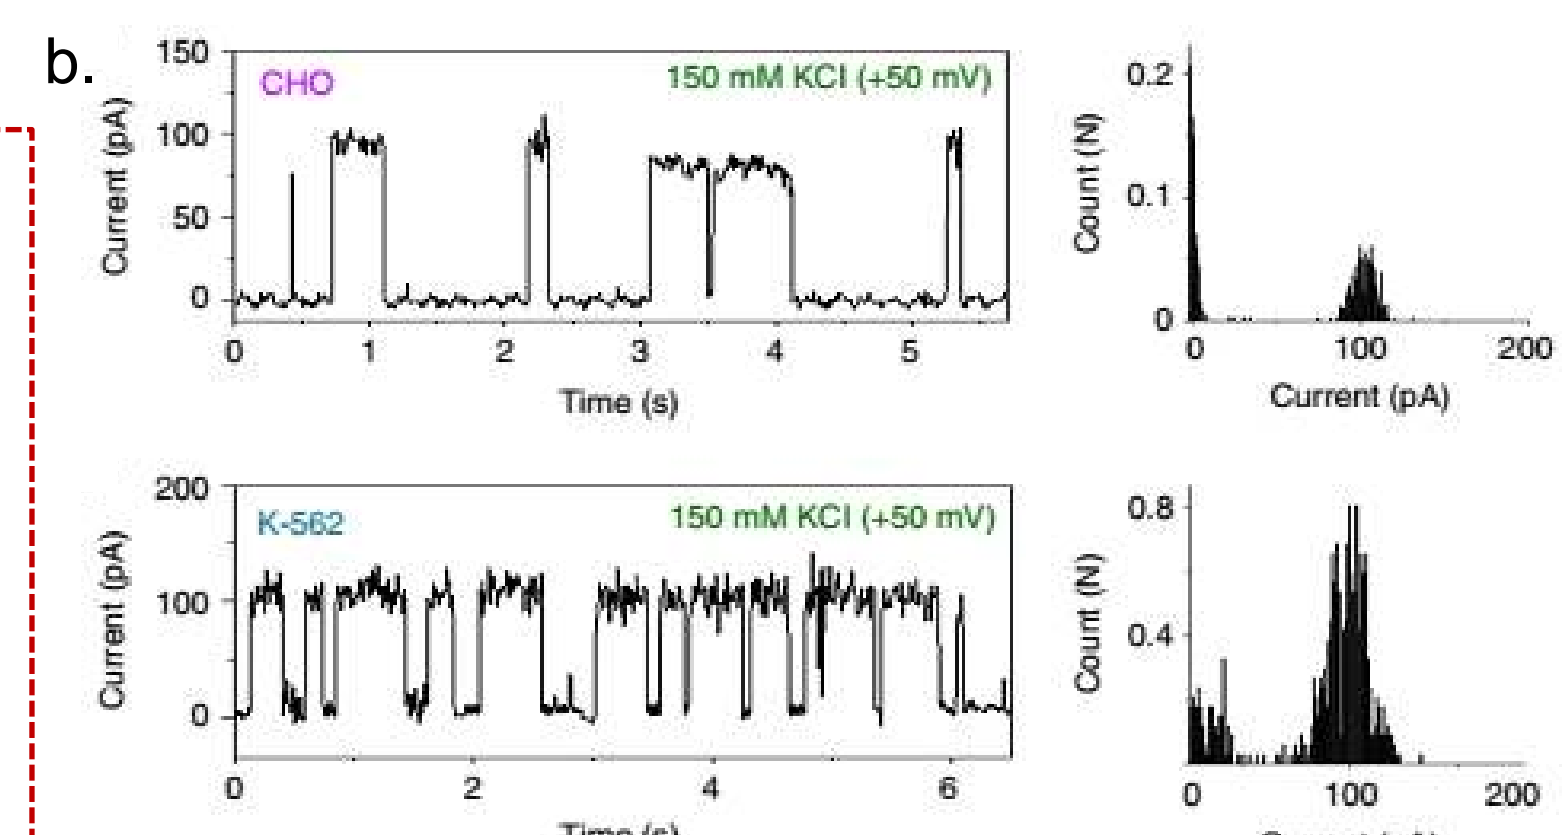 b.
150
100
50
0
Current (pA)
CHO
150 mM KCl (+50 mV)
0 1 2 3 4 5
Time (s)
0.2
0.1
0
Count (N)
0 100 200
Current (pA)
200
100
0
Current (pA)
K-562
150 mM KCl (+50 mV)
0 2 4 6
Time (s)
0.8
0.4
Count (N)
0 100 200